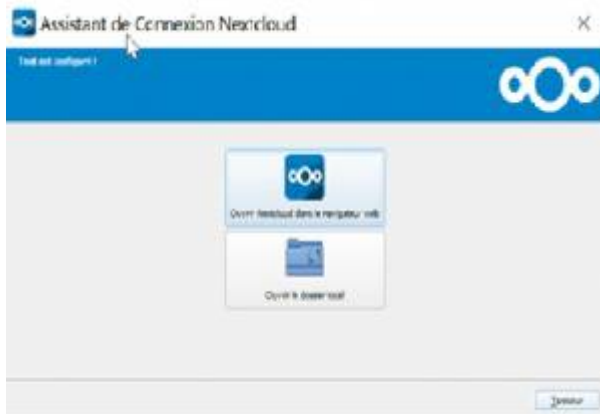 Assistant de Connexion Nextcloud
Tout est configuré !
Ouvrir Nextcloud dans le navigateur web
Ouvrir le dossier local
Terminer